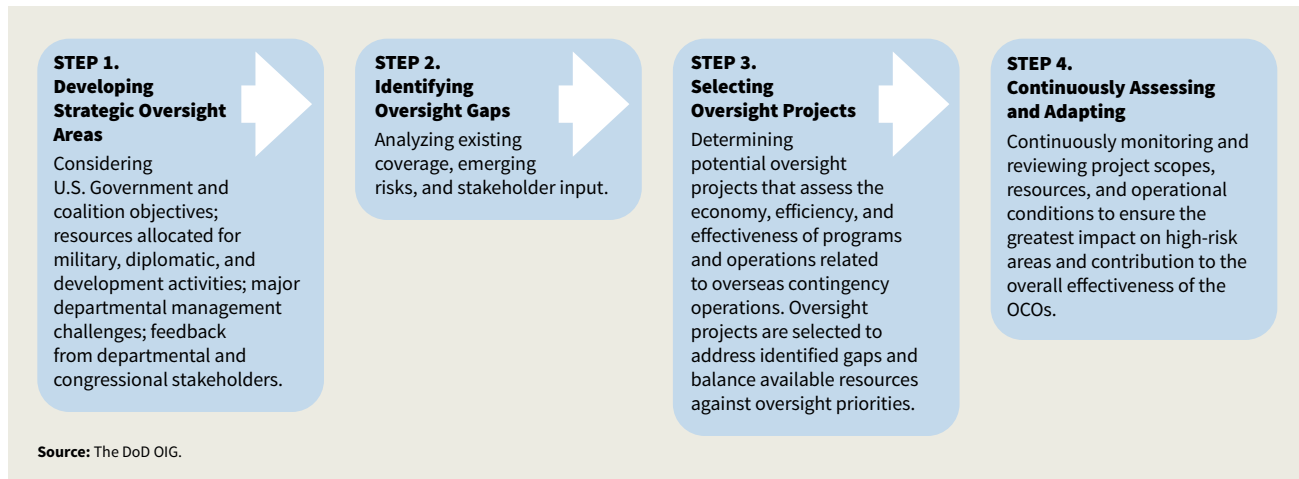 STEP 1.
Developing
Strategic Oversight
Areas
Considering
U.S. Government and
coalition objectives;
resources allocated for
military, diplomatic, and
development activities; major
departmental management
challenges; feedback
from departmental and
congressional stakeholders.
STEP 2.
Identifying
Oversight Gaps
Analyzing existing
coverage, emerging
risks, and stakeholder input.
STEP 3.
Selecting
Oversight Projects
Determining
potential oversight
projects that assess the
economy, efficiency, and
effectiveness of programs
and operations related
to overseas contingency
operations. Oversight
projects are selected to
address identified gaps and
balance available resources
against oversight priorities.
STEP 4.
Continuously Assessing
and Adapting
Continuously monitoring and
reviewing project scopes,
resources, and operational
conditions to ensure the
greatest impact on high-risk
areas and contribution to the
overall effectiveness of the
OCOs.
Source: The DoD OIG.